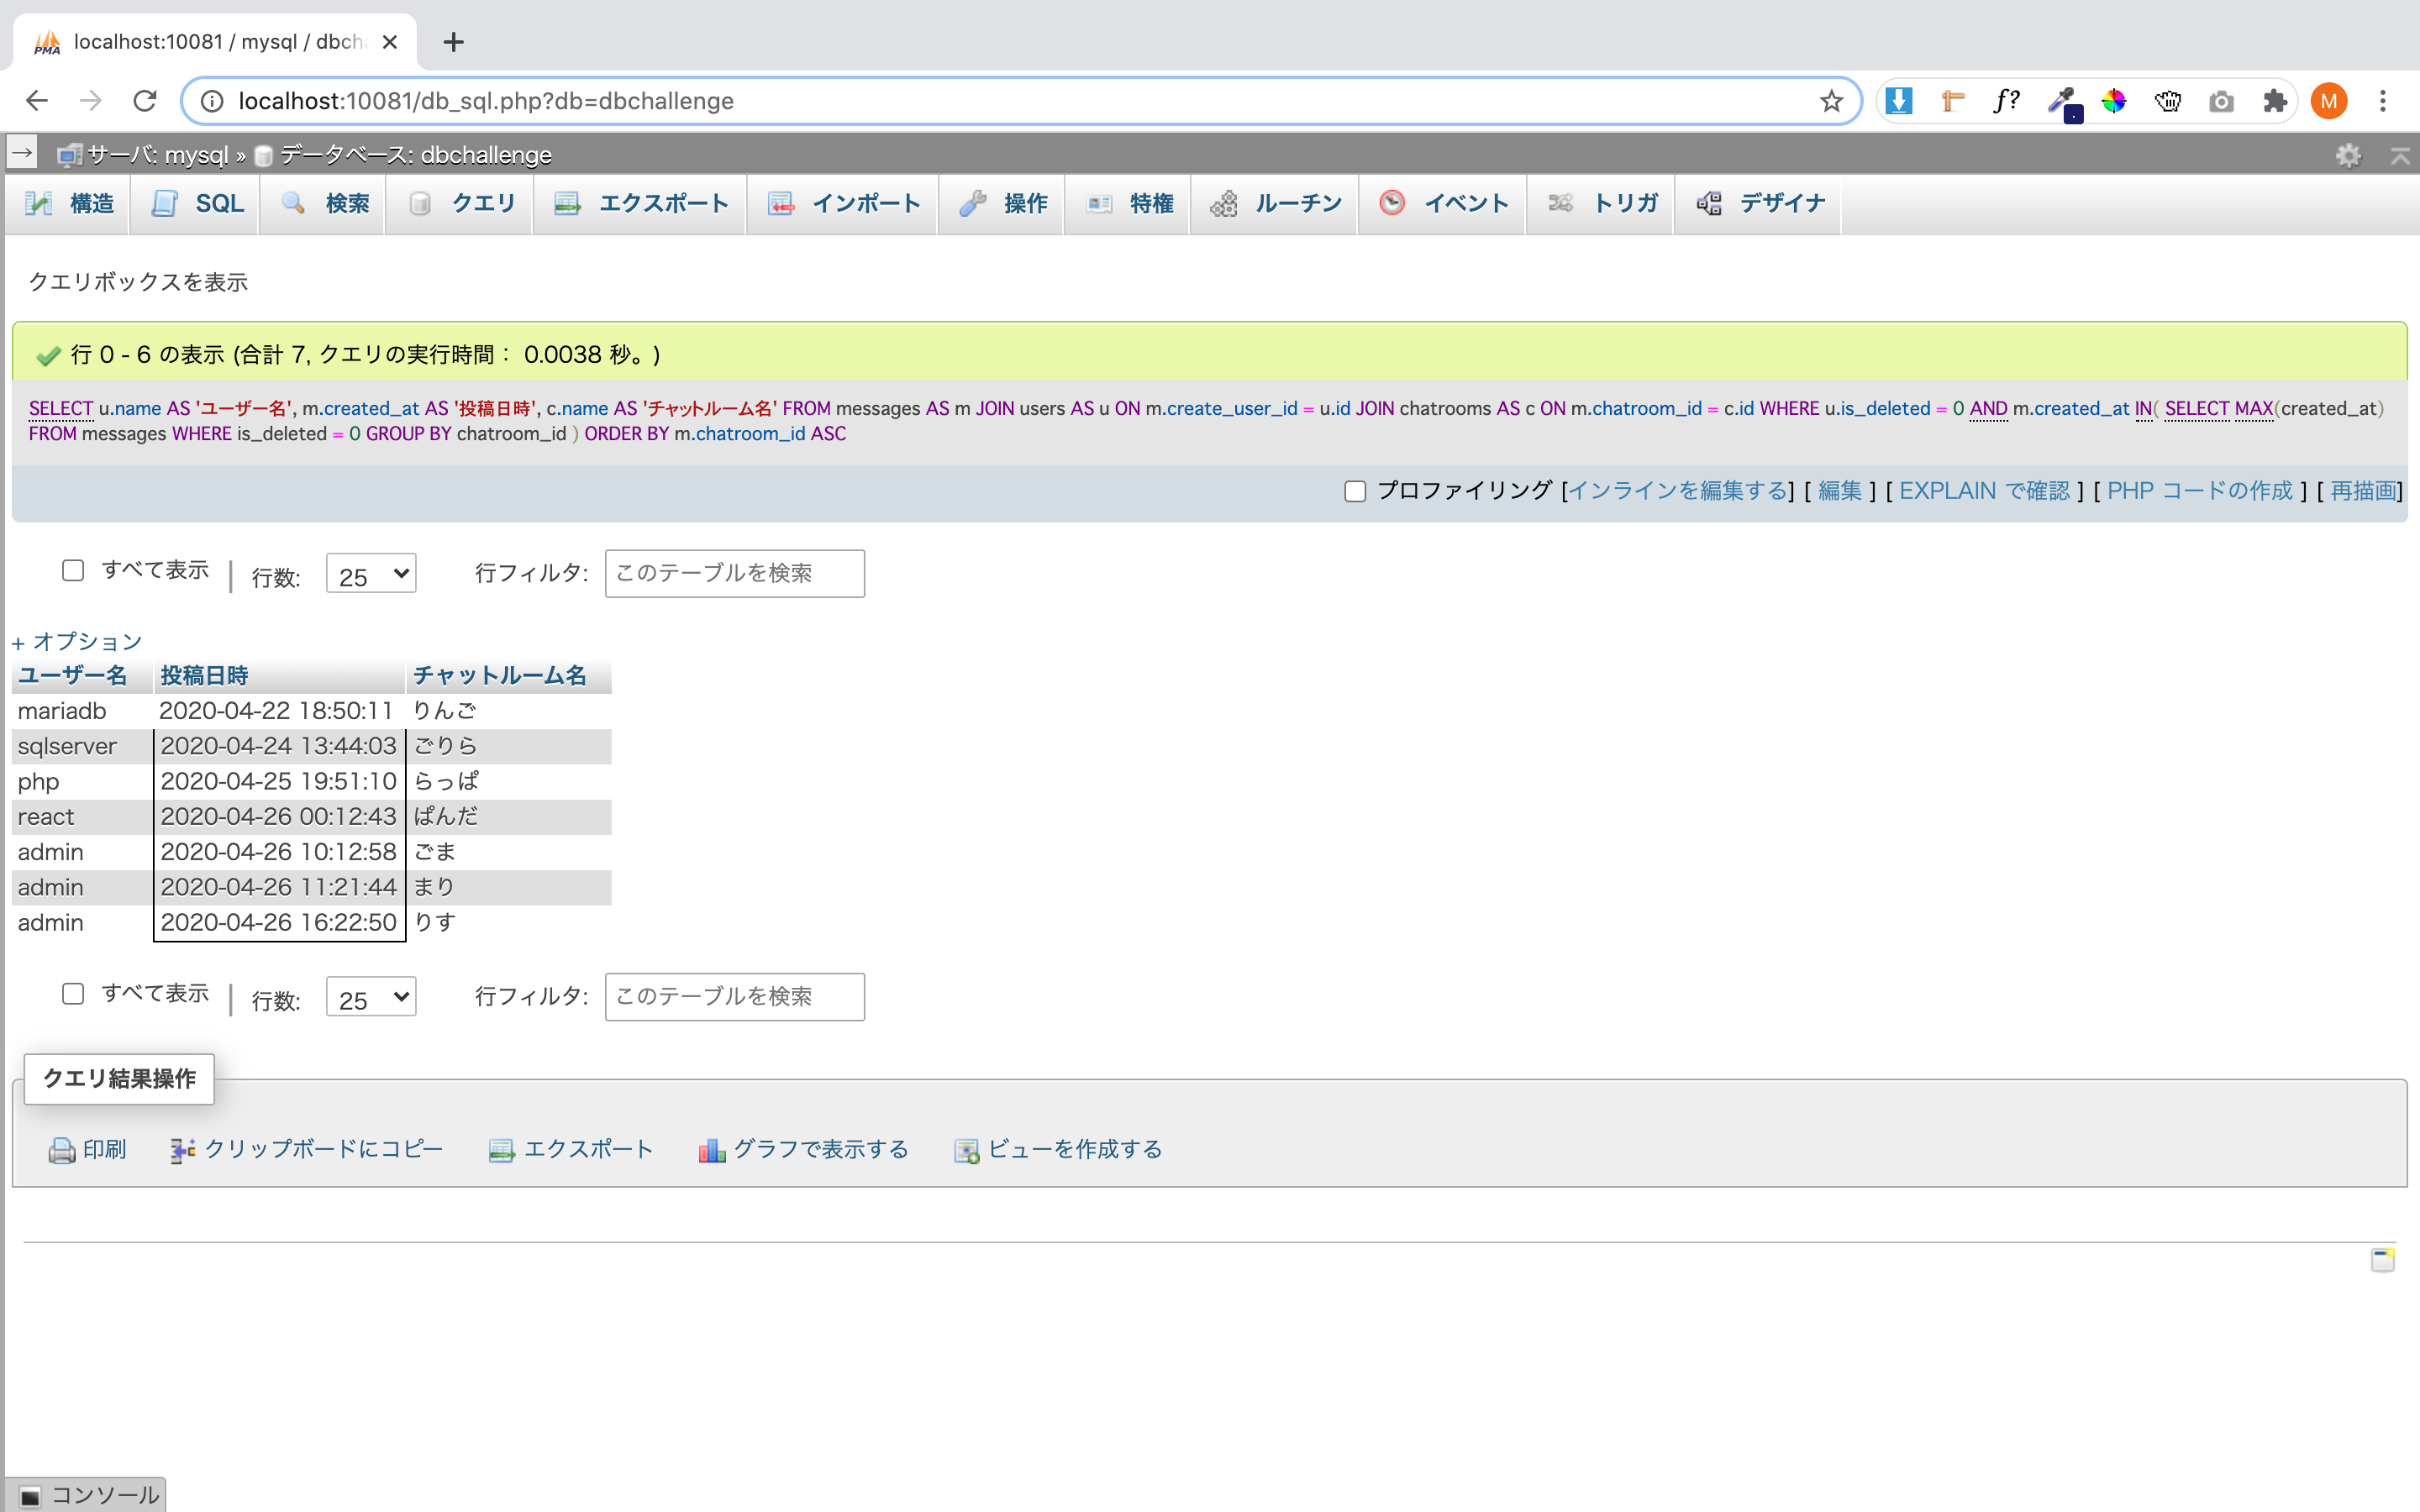 localhost:10081 / mysql / dbch
localhost:10081/db_sql.php?db=dbchallenge
f?
M
サーバ: mysql » データベース: dbchallenge
構造 SQL 検索 クエリ エクスポート インポート 操作 特権 ルーチン イベント トリガ デザイナ
クエリボックスを表示
行 0 - 6 の表示 (合計 7, クエリの実行時間： 0.0038 秒。)
SELECT u.name AS 'ユーザー名', m.created_at AS '投稿日時', c.name AS 'チャットルーム名' FROM messages AS m JOIN users AS u ON m.create_user_id = u.id JOIN chatrooms AS c ON m.chatroom_id = c.id WHERE u.is_deleted = 0 AND m.created_at IN( SELECT MAX(created_at)
FROM messages WHERE is_deleted = 0 GROUP BY chatroom_id ) ORDER BY m.chatroom_id ASC
プロファイリング [インラインを編集する] [ 編集 ] [ EXPLAIN で確認 ] [ PHP コードの作成 ] [ 再描画]
すべて表示 | 行数: 25 行フィルタ: このテーブルを検索
+ オプション
ユーザー名 投稿日時 チャットルーム名
mariadb 2020-04-22 18:50:11 りんご
sqlserver 2020-04-24 13:44:03 ごりら
php 2020-04-25 19:51:10 らっぱ
react 2020-04-26 00:12:43 ぱんだ
admin 2020-04-26 10:12:58 ごま
admin 2020-04-26 11:21:44 まり
admin 2020-04-26 16:22:50 りす
すべて表示 | 行数: 25 行フィルタ: このテーブルを検索
クエリ結果操作
印刷 クリップボードにコピー エクスポート グラフで表示する ビューを作成する
コンソール